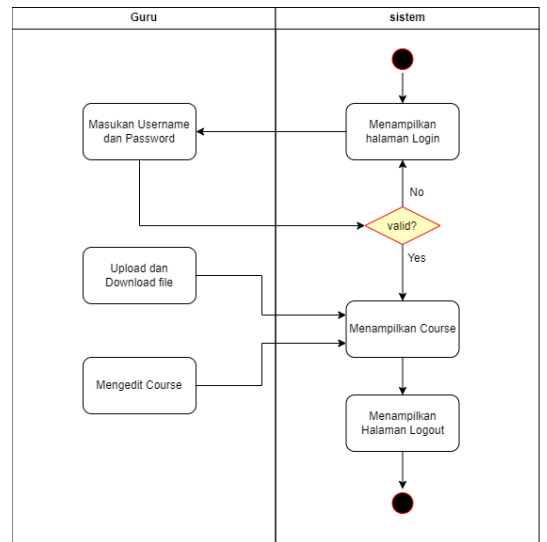 Guru
sistem
Masukan Username
dan Password
Menampilkan
halaman Login
No
valid?
Yes
Upload dan
Download file
Menampilkan Course
Mengedit Course
Menampilkan
Halaman Logout